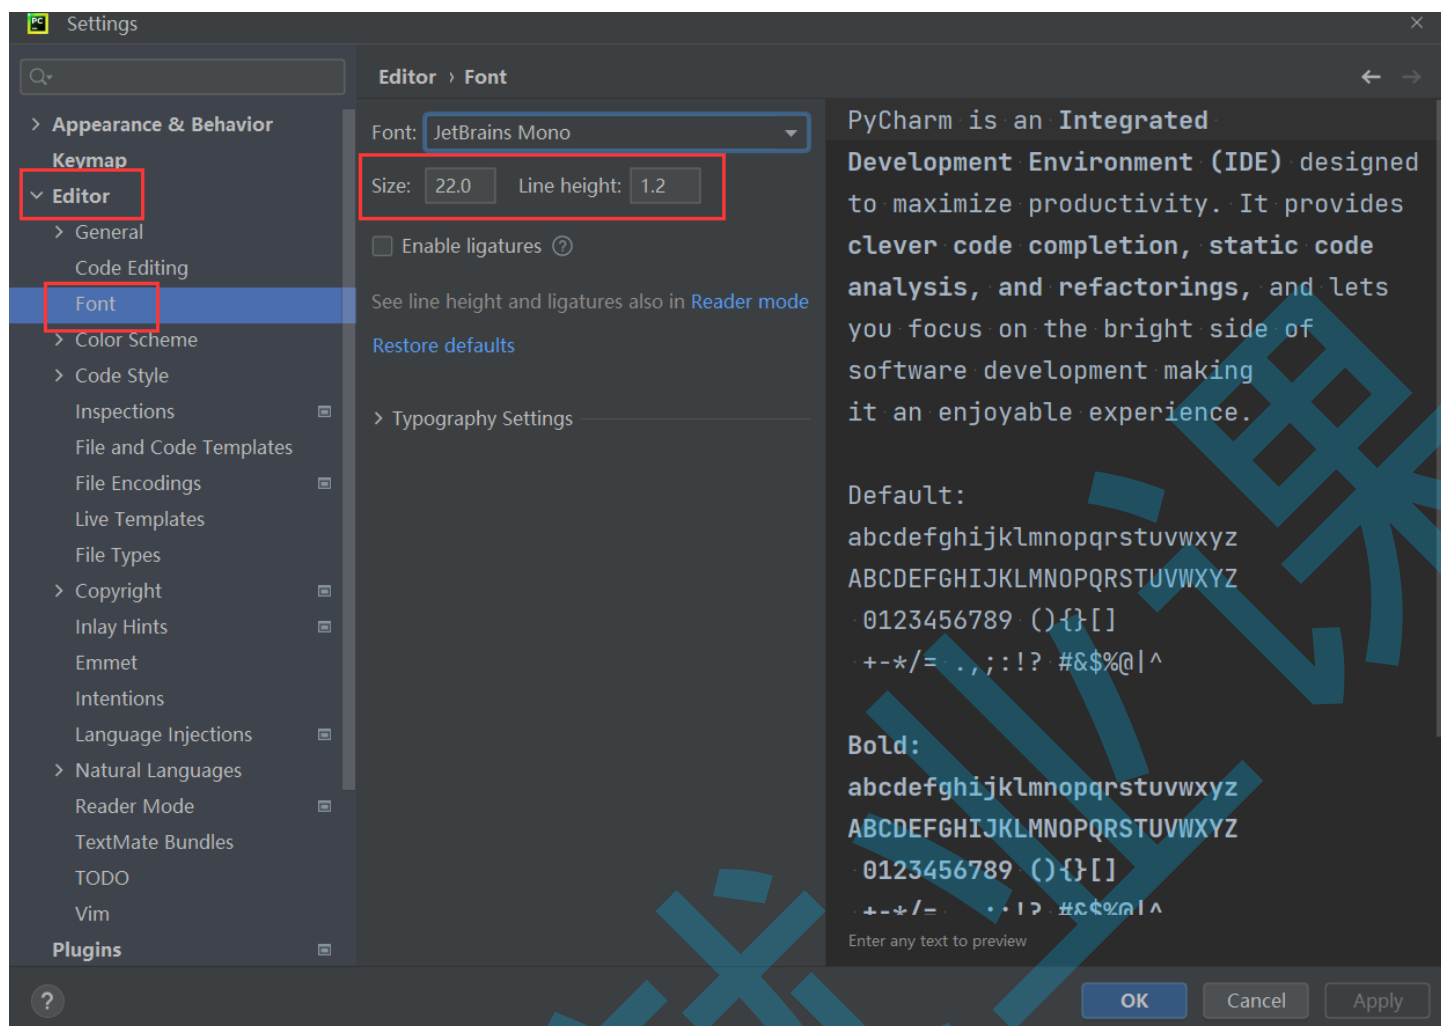 PC
Settings
Editor › Font
Appearance & Behavior
Keymap
Editor
General
Code Editing
Font
Color Scheme
Code Style
Inspections
File and Code Templates
File Encodings
Live Templates
File Types
Copyright
Inlay Hints
Emmet
Intentions
Language Injections
Natural Languages
Reader Mode
TextMate Bundles
TODO
Vim
Plugins
Font: JetBrains Mono
Size: 22.0 Line height: 1.2
Enable ligatures ?
See line height and ligatures also in Reader mode
Restore defaults
Typography Settings
PyCharm is an Integrated
Development Environment (IDE) designed
to maximize productivity. It provides
clever code completion, static code
analysis, and refactorings, and lets
you focus on the bright side of
software development making
it an enjoyable experience.
Default:
abcdefghijklmnopqrstuvwxyz
ABCDEFGHIJKLMNOPQRSTUVWXYZ
0123456789 (){}[]
+-*/= .,;:!? #&$%@|^
Bold:
abcdefghijklmnopqrstuvwxyz
ABCDEFGHIJKLMNOPQRSTUVWXYZ
0123456789 (){}[]
+-*/= .,;:!? #&$%@|^
Enter any text to preview
?
OK Cancel Apply
业课